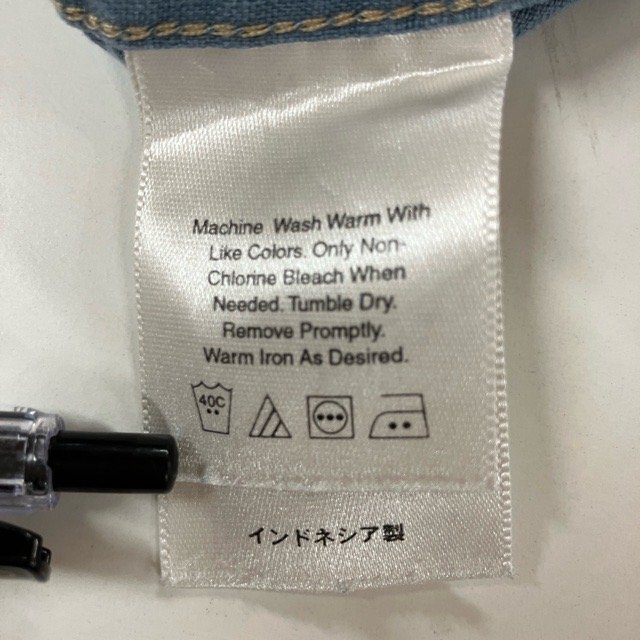 Machine Wash Warm With
Like Colors. Only Non-
Chlorine Bleach When
Needed. Tumble Dry.
Remove Promptly.
Warm Iron As Desired.
40C
インドネシア製